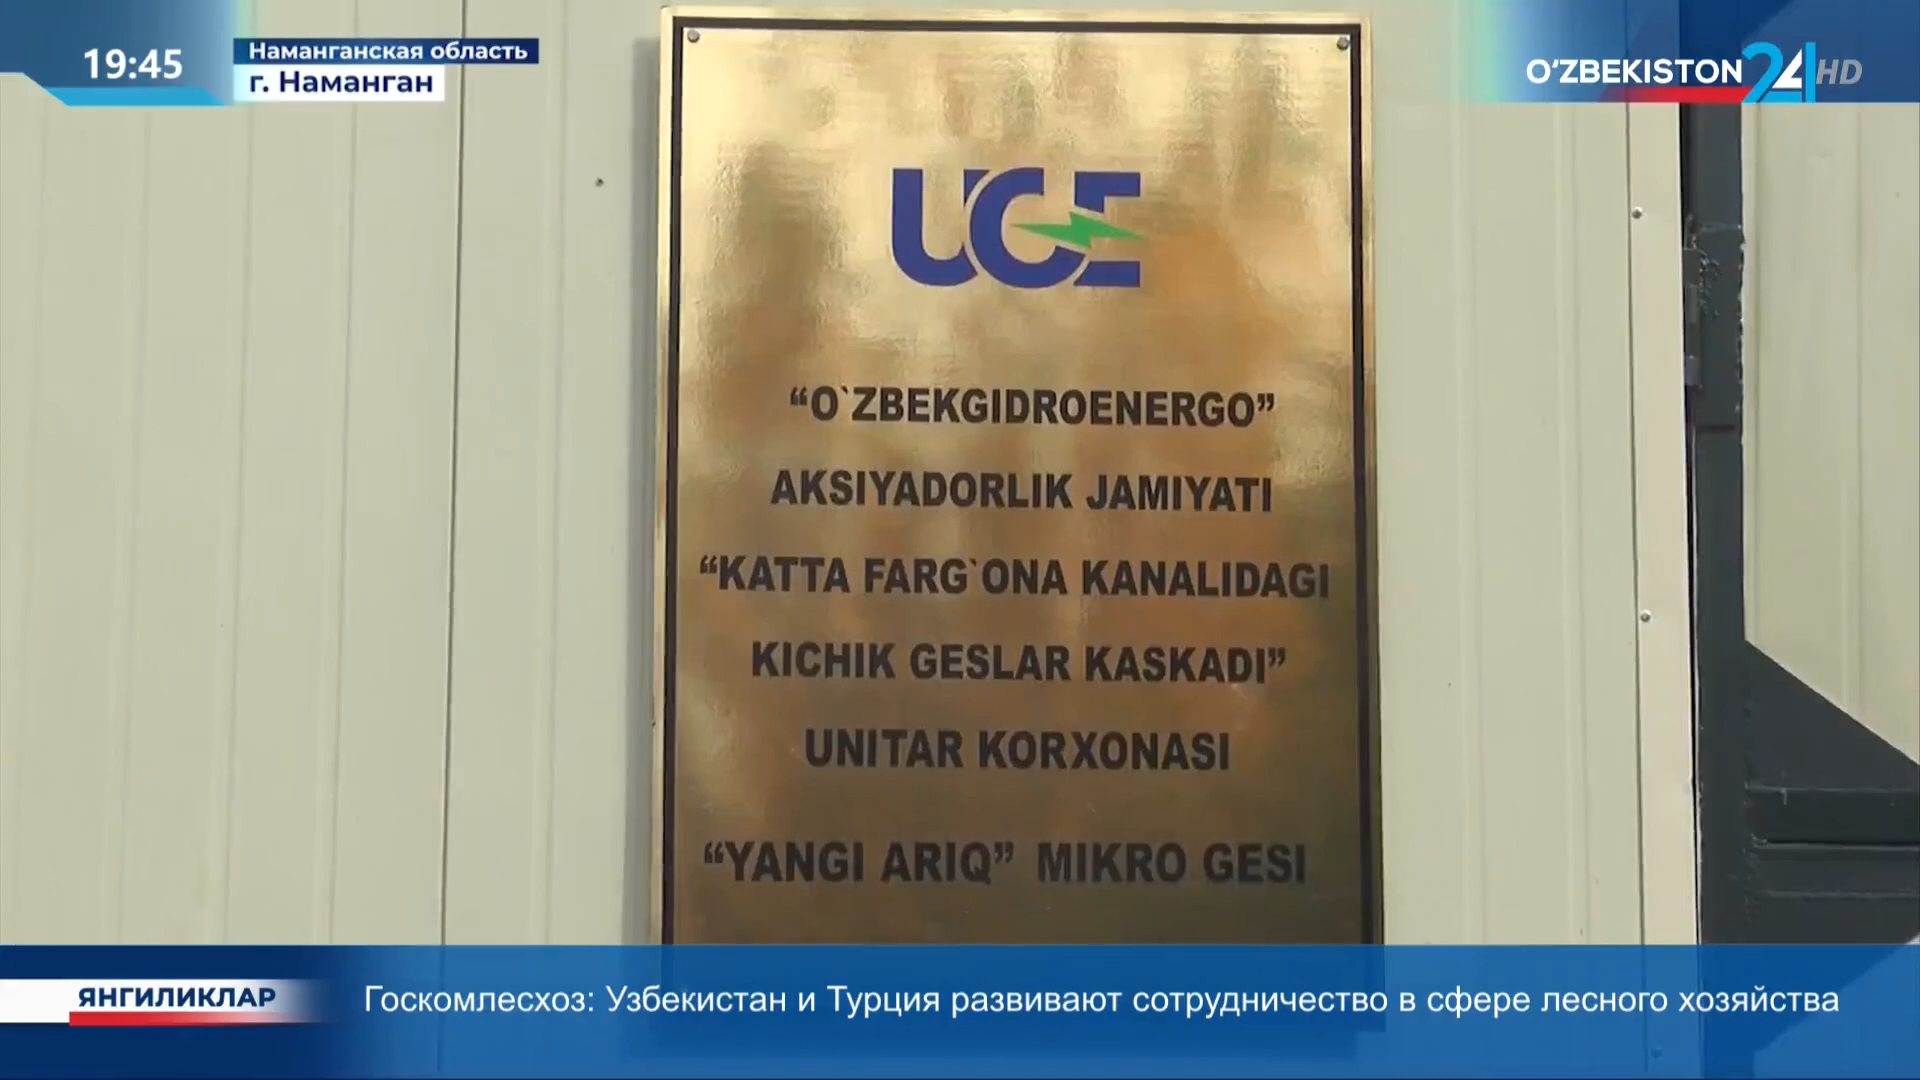 19:45
Наманганская область
г. Наманган
O‘ZBEKISTON 24 HD
UGE
“O`ZBEKGIDROENERGO”
AKSIYADORLIK JAMIYATI
“KATTA FARG`ONA KANALIDAGI
KICHIK GESLAR KASKADI”
UNITAR KORXONASI
“YANGI ARIQ” MIKRO GESI
ЯНГИЛИКЛАР
Госкомлесхоз: Узбекистан и Турция развивают сотрудничество в сфере лесного хозяйства